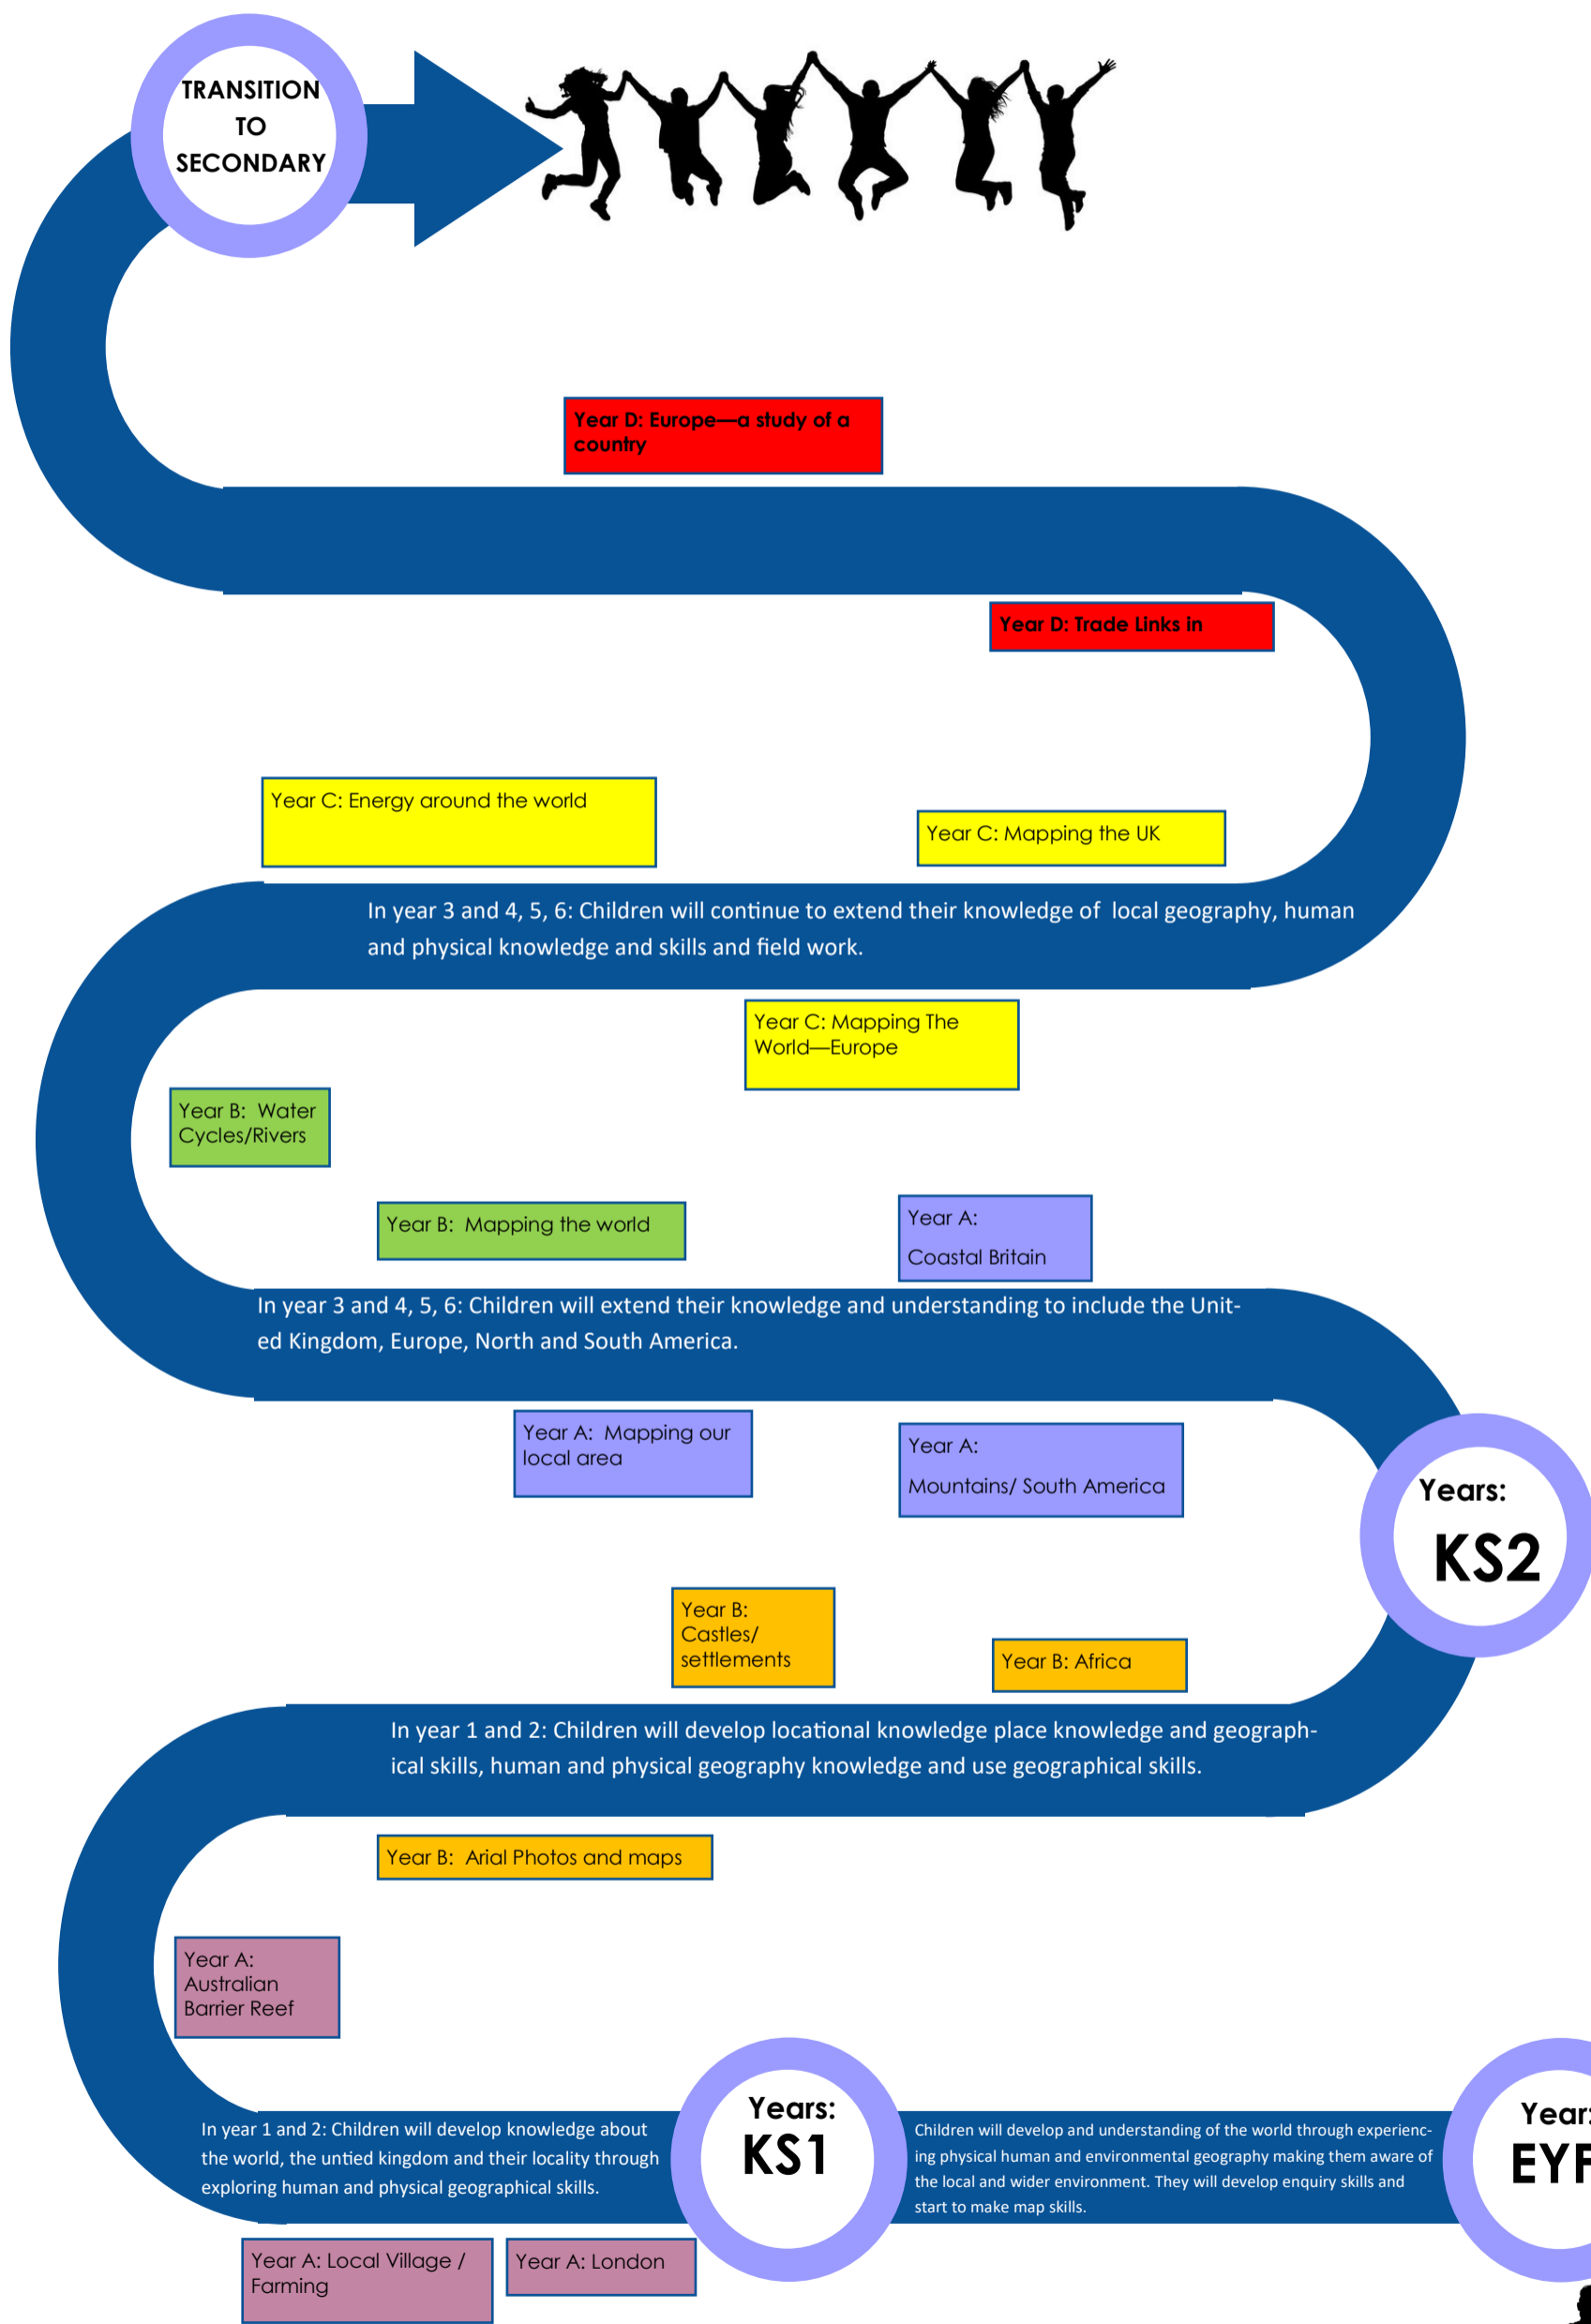 TRANSITION
TO
SECONDARY
Year D: Europe—a study of a
country
Year D: Trade Links in
Year C: Energy around the world
Year C: Mapping the UK
In year 3 and 4, 5, 6: Children will continue to extend their knowledge of  local geography, human
and physical knowledge and skills and field work.
Year C: Mapping The
World—Europe
Year B:  Water
Cycles/Rivers
Year B:  Mapping the world
Year A:
Coastal Britain
In year 3 and 4, 5, 6: Children will extend their knowledge and understanding to include the Unit-
ed Kingdom, Europe, North and South America.
Year A:  Mapping our
local area
Year A:
Mountains/ South America
Years:
KS2
Year B:
Castles/
settlements
Year B: Africa
In year 1 and 2: Children will develop locational knowledge place knowledge and geograph-
ical skills, human and physical geography knowledge and use geographical skills.
Year B:  Arial Photos and maps
Year A:
Australian
Barrier Reef
In year 1 and 2: Children will develop knowledge about
the world, the untied kingdom and their locality through
exploring human and physical geographical skills.
Years:
KS1
Children will develop and understanding of the world through experienc-
ing physical human and environmental geography making them aware of
the local and wider environment. They will develop enquiry skills and
start to make map skills.
Year:
EYF
Year A: Local Village /
Farming
Year A: London